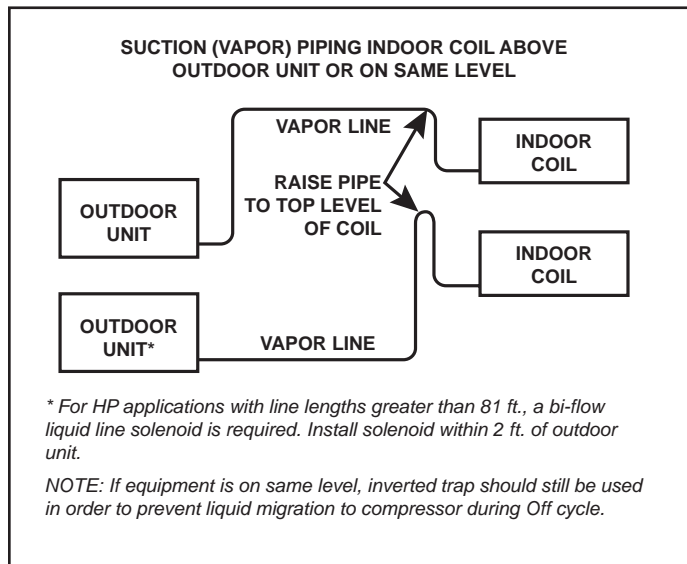 SUCTION (VAPOR) PIPING INDOOR COIL ABOVE
OUTDOOR UNIT OR ON SAME LEVEL
VAPOR LINE
INDOOR
COIL
RAISE PIPE
TO TOP LEVEL
OF COIL
OUTDOOR
UNIT
INDOOR
COIL
OUTDOOR
UNIT*
VAPOR LINE
* For HP applications with line lengths greater than 81 ft., a bi-flow
liquid line solenoid is required. Install solenoid within 2 ft. of outdoor
unit.
NOTE: If equipment is on same level, inverted trap should still be used
in order to prevent liquid migration to compressor during Off cycle.